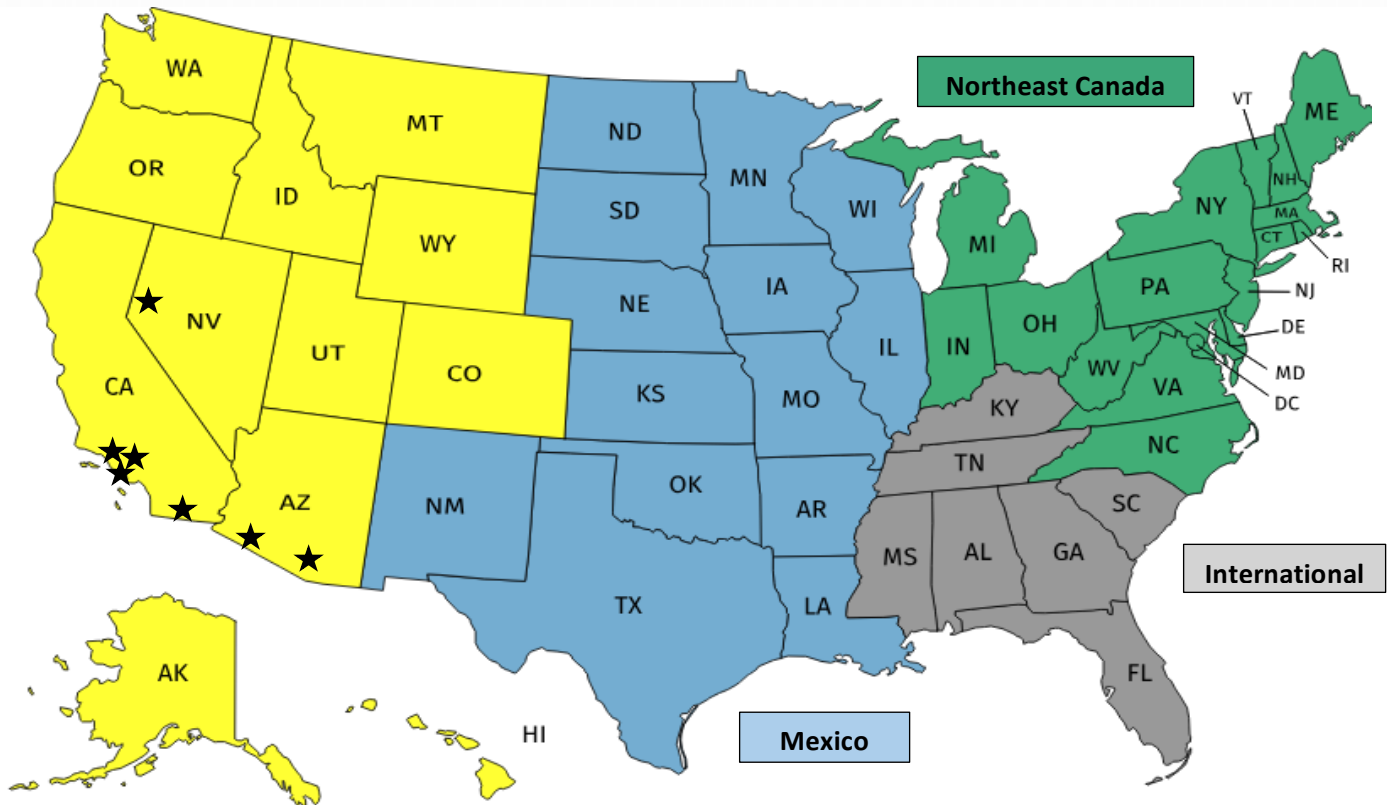 WA
MT
ND
MN
Northeast Canada
VT
ME
OR
ID
SD
WI
NH
NY
MA
WY
MI
CT
RI
NE
IA
PA
NJ
NV
OH
DE
UT
IL
IN
CA
CO
KS
MO
WV
VA
MD
DC
KY
NC
TN
AZ
NM
OK
AR
SC
MS
AL
GA
International
TX
LA
AK
FL
HI
Mexico